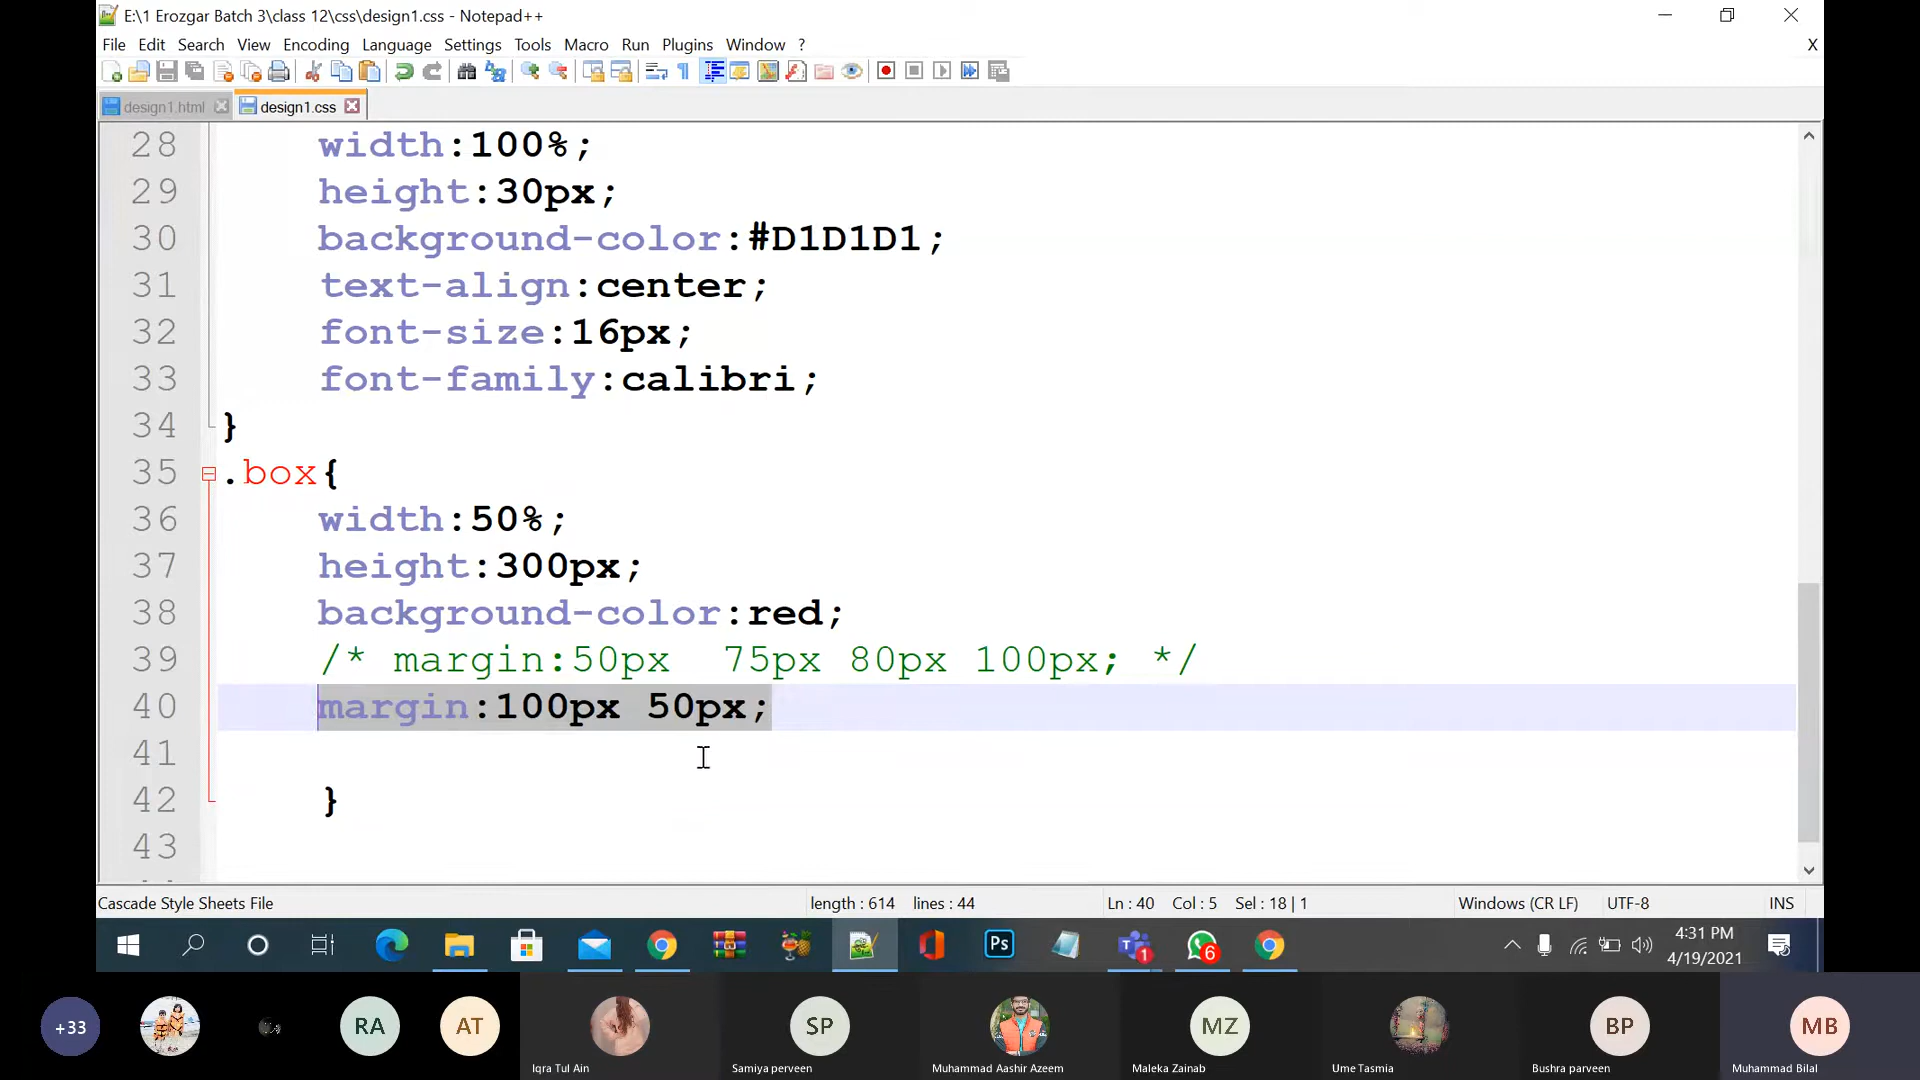 E:\1 Erozgar Batch 3\class 12\css\design1.css - Notepad++
File Edit Search View Encoding Language Settings Tools Macro Run Plugins Window ? X
design1.html design1.css
28 width:100%;
29 height:30px;
30 background-color:#D1D1D1;
31 text-align:center;
32 font-size:16px;
33 font-family:calibri;
34 }
35 .box{
36 width:50%;
37 height:300px;
38 background-color:red;
39 /* margin:50px  75px 80px 100px; */
40 margin:100px 50px;
41
42 }
43
Cascade Style Sheets File length : 614 lines : 44 Ln : 40 Col : 5 Sel : 18 | 1 Windows (CR LF) UTF-8 INS
Ps 1 6 4:31 PM
4/19/2021
+33 RA AT SP MZ BP MB
Iqra Tul Ain Samiya perveen Muhammad Aashir Azeem Maleka Zainab Ume Tasmia Bushra parveen Muhammad Bilal